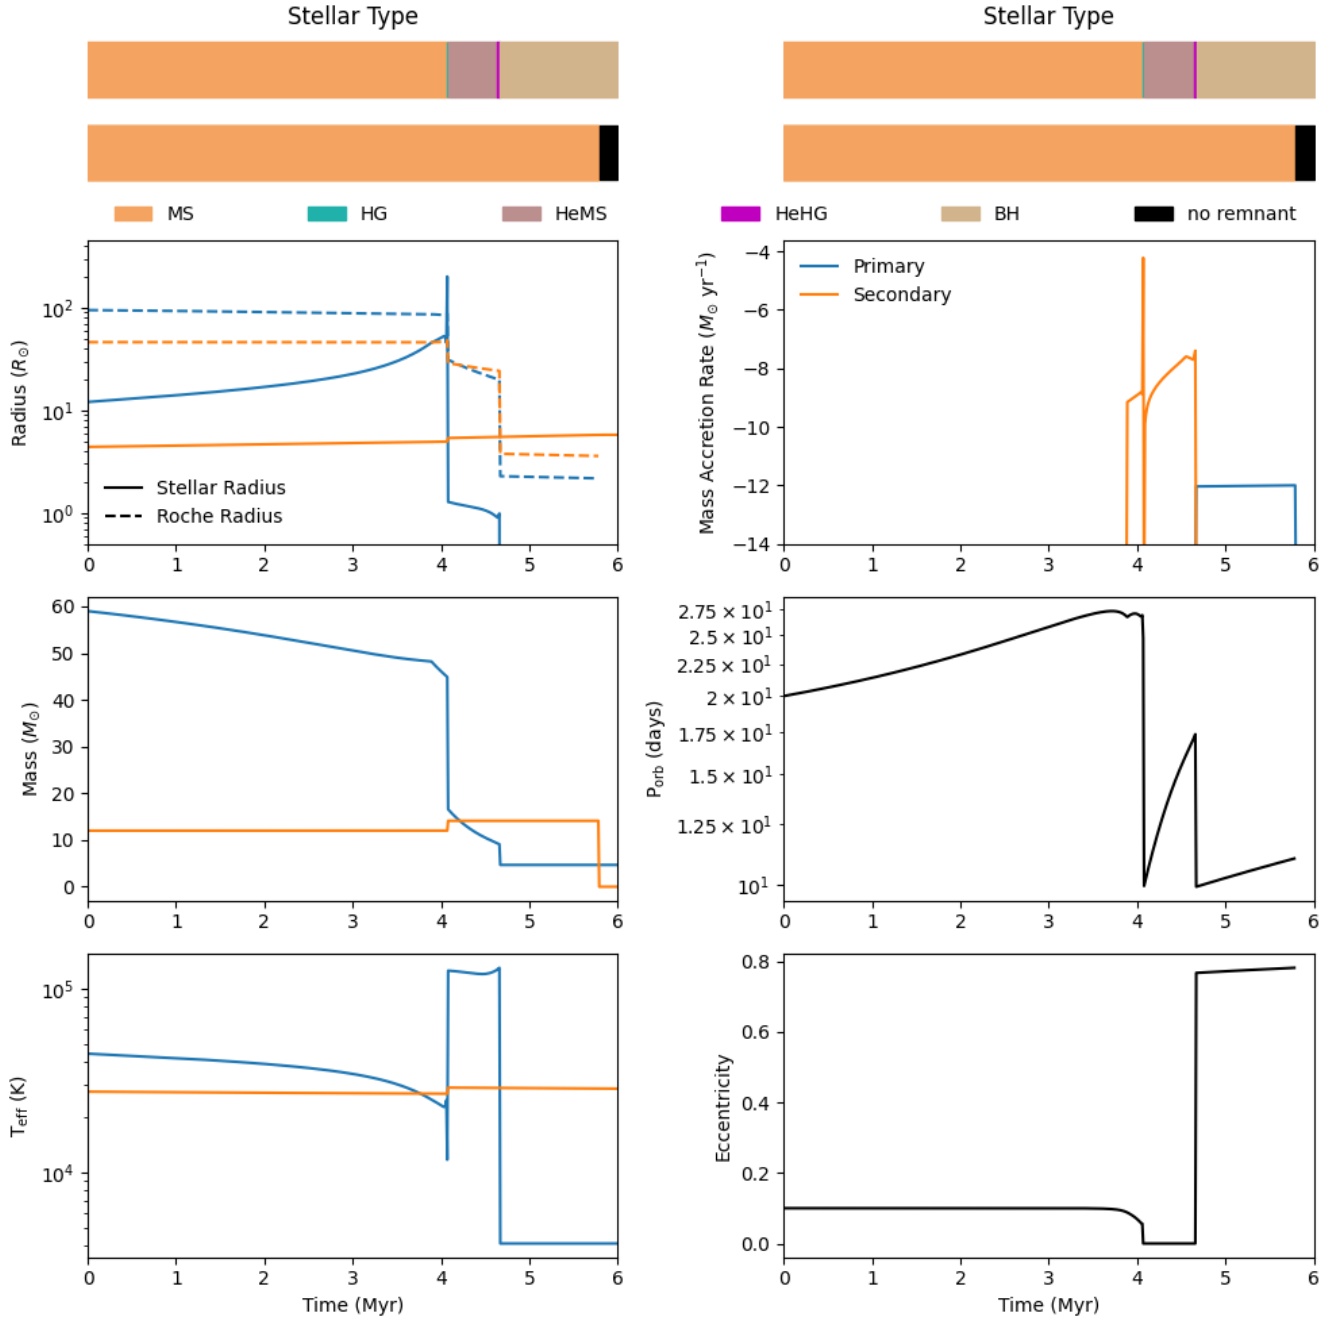 Stellar Type
Stellar Type
MS
HG
HeMS
HeHG
BH
no remnant
10²
10¹
10⁰
Radius (R⊙)
Stellar Radius
Roche Radius
0 1 2 3 4 5 6
−4
−6
−8
−10
−12
−14
Mass Accretion Rate (M⊙ yr⁻¹)
Primary
Secondary
0 1 2 3 4 5 6
60
50
40
30
20
10
0
Mass (M⊙)
0 1 2 3 4 5 6
2.75 × 10¹
2.5 × 10¹
2.25 × 10¹
2 × 10¹
1.75 × 10¹
1.5 × 10¹
1.25 × 10¹
10¹
P_orb (days)
0 1 2 3 4 5 6
10⁵
10⁴
T_eff (K)
0 1 2 3 4 5 6
Time (Myr)
0.8
0.6
0.4
0.2
0.0
Eccentricity
0 1 2 3 4 5 6
Time (Myr)